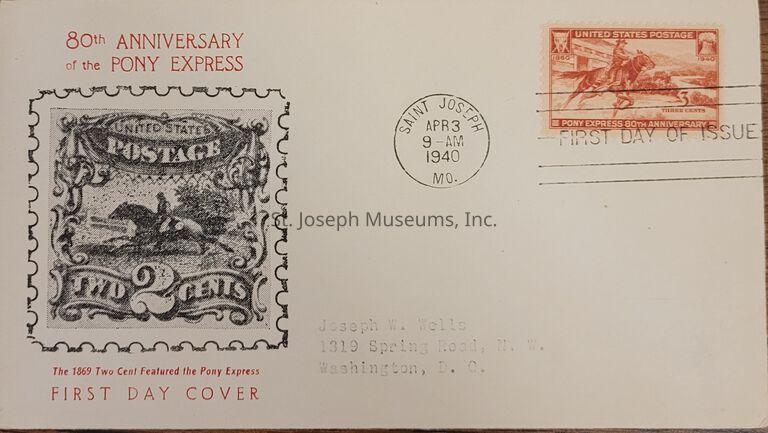 80th ANNIVERSARY
of the PONY EXPRESS
UNITED STATES
POSTAGE
TWO 2 CENTS
The 1869 Two Cent Featured the Pony Express
FIRST DAY COVER
SAINT JOSEPH
APR 3
9-AM
1940
MO.
UNITED STATES POSTAGE
1860 1940
3
THREE CENTS
PONY EXPRESS 80TH ANNIVERSARY
FIRST DAY OF ISSUE
St. Joseph Museums, Inc.
Joseph W. Wells
1319 Spring Road, N. W.
Washington, D. C.